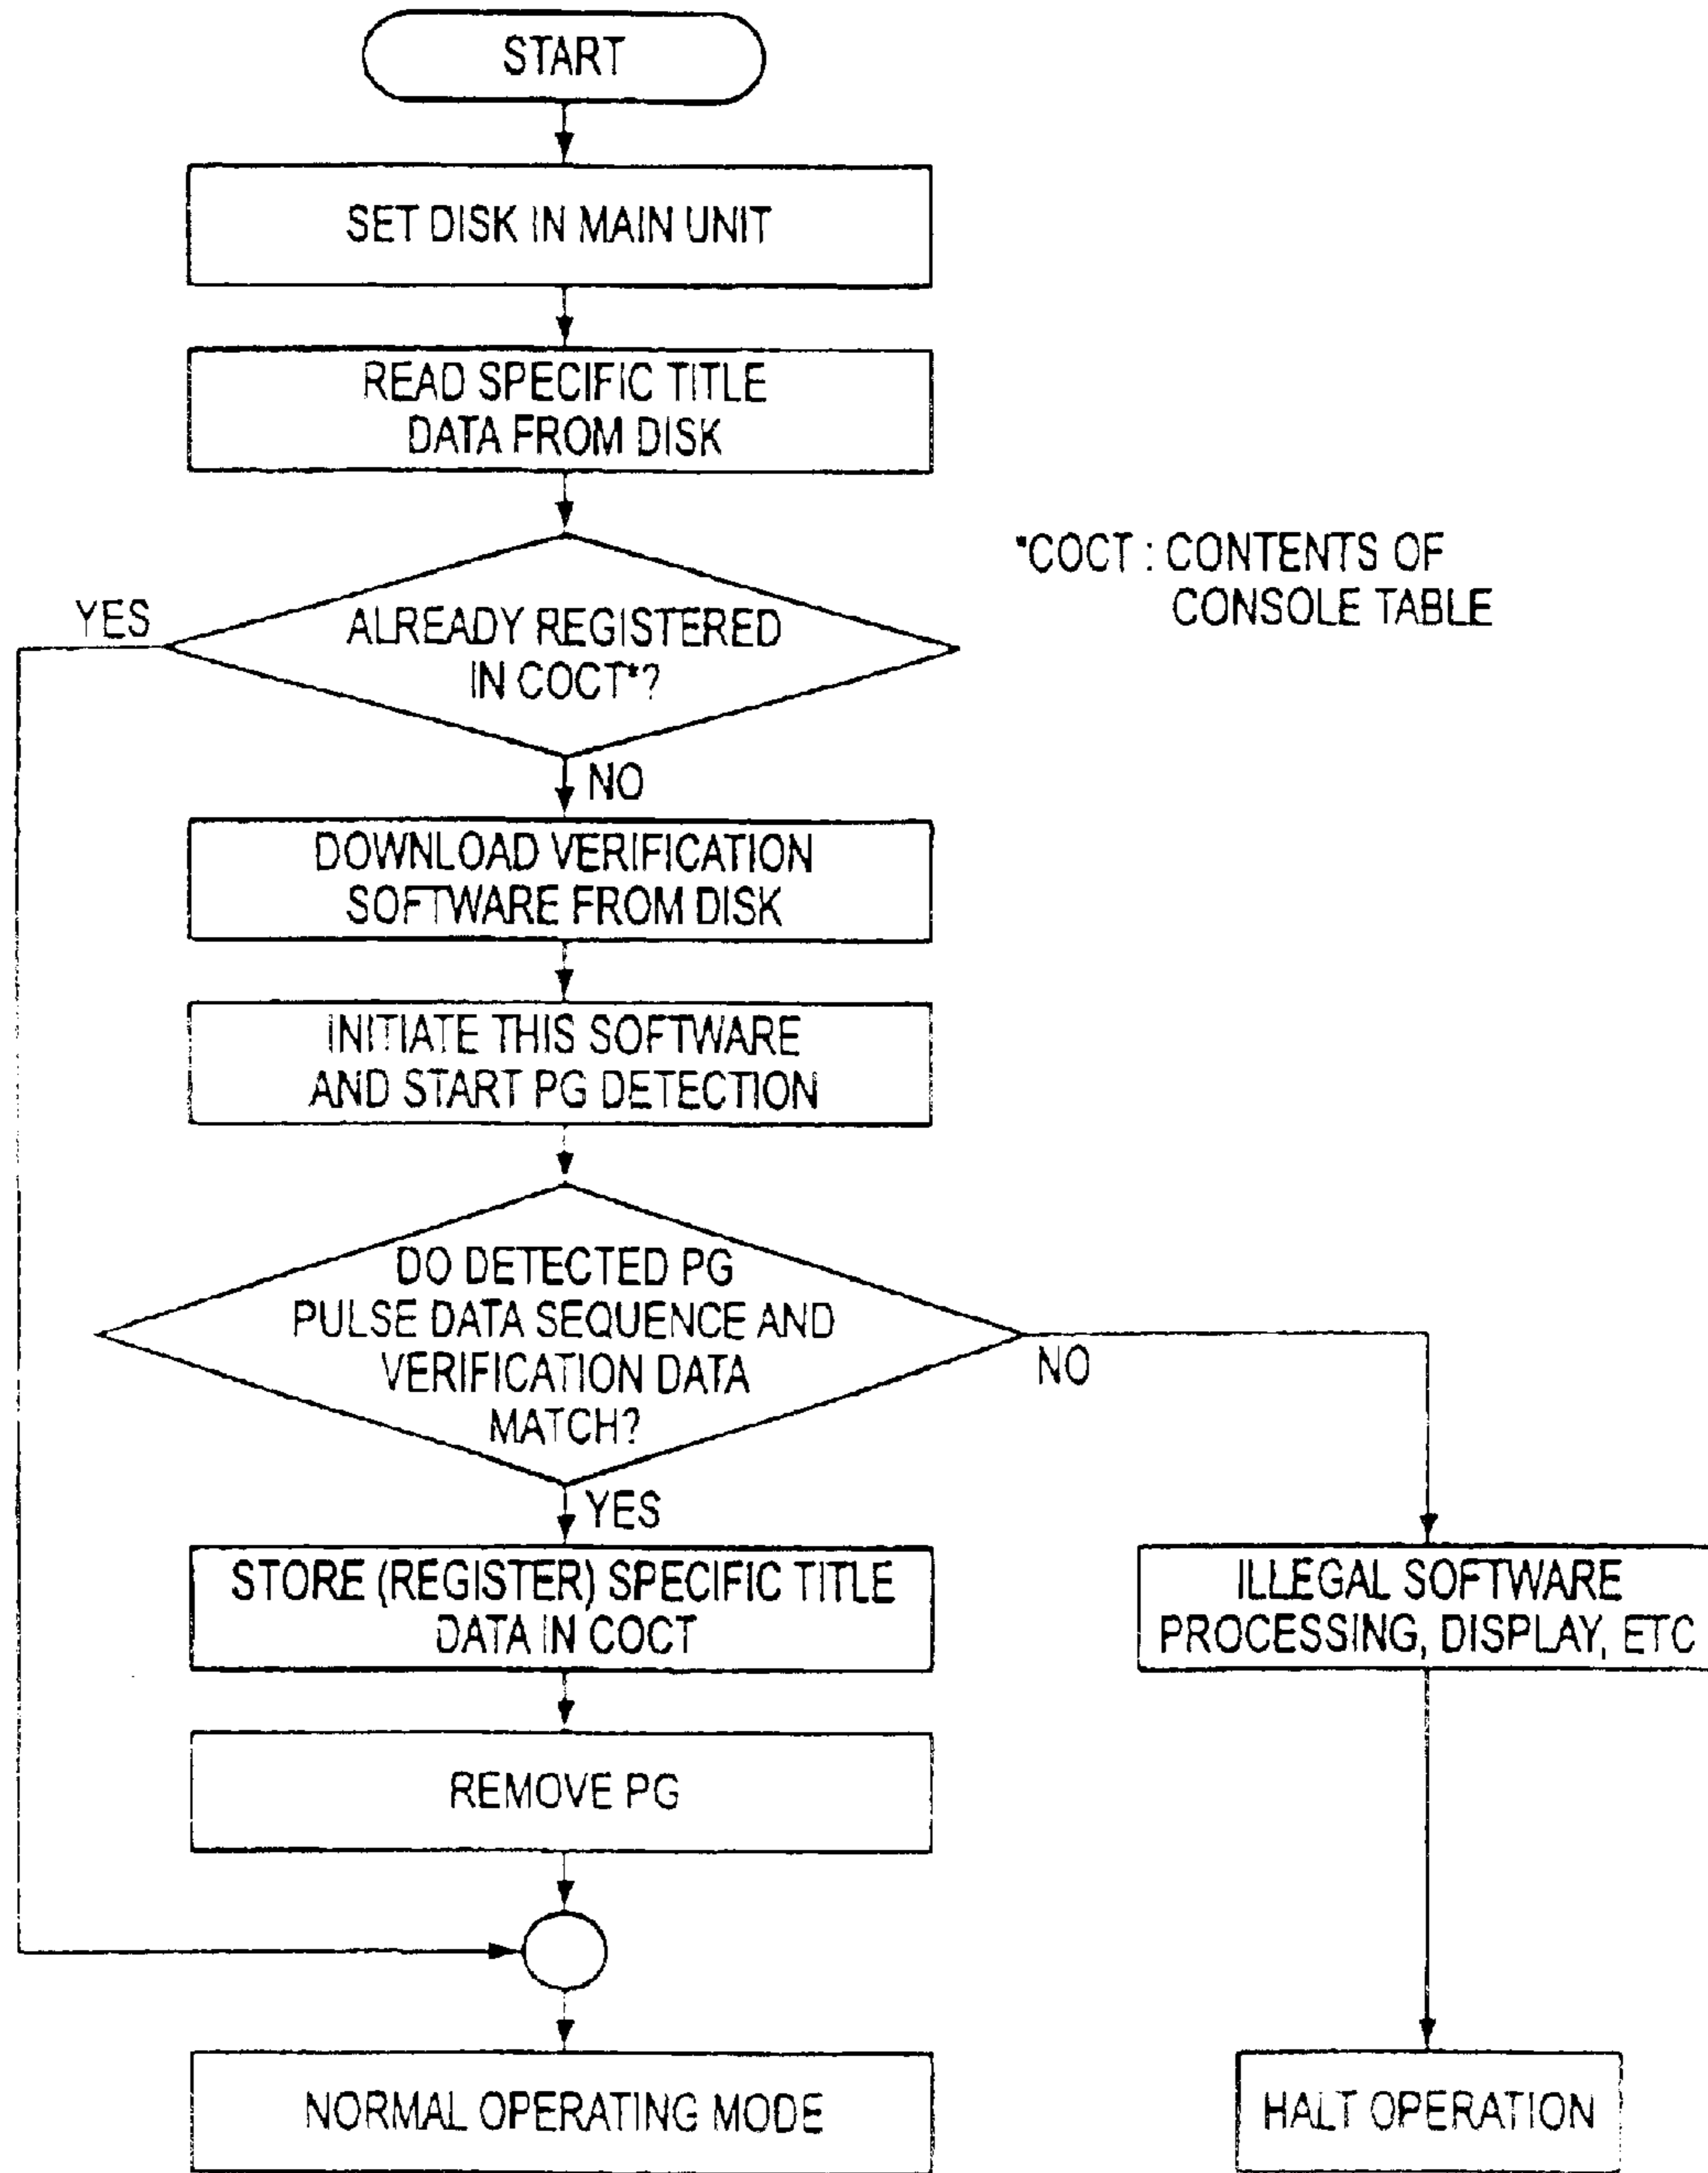 START
SET DISK IN MAIN UNIT
READ SPECIFIC TITLE
DATA FROM DISK
*COCT : CONTENTS OF
CONSOLE TABLE
YES
ALREADY REGISTERED
IN COCT*?
NO
DOWNLOAD VERIFICATION
SOFTWARE FROM DISK
INITIATE THIS SOFTWARE
AND START PG DETECTION
DO DETECTED PG
PULSE DATA SEQUENCE AND
VERIFICATION DATA
MATCH?
NO
YES
STORE (REGISTER) SPECIFIC TITLE
DATA IN COCT
ILLEGAL SOFTWARE
PROCESSING, DISPLAY, ETC
REMOVE PG
NORMAL OPERATING MODE
HALT OPERATION